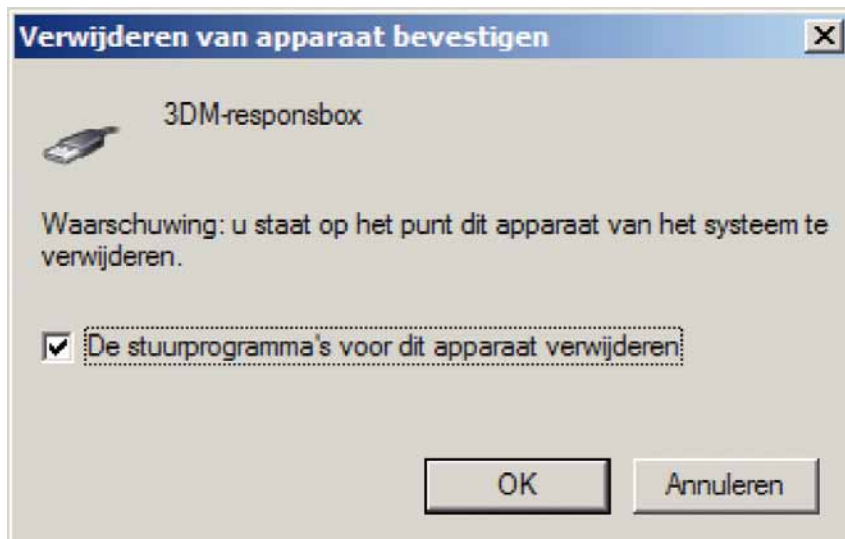 Verwijderen van apparaat bevestigen
3DM-responsbox
Waarschuwing: u staat op het punt dit apparaat van het systeem te
verwijderen.
De stuurprogramma's voor dit apparaat verwijderen
OK
Annuleren